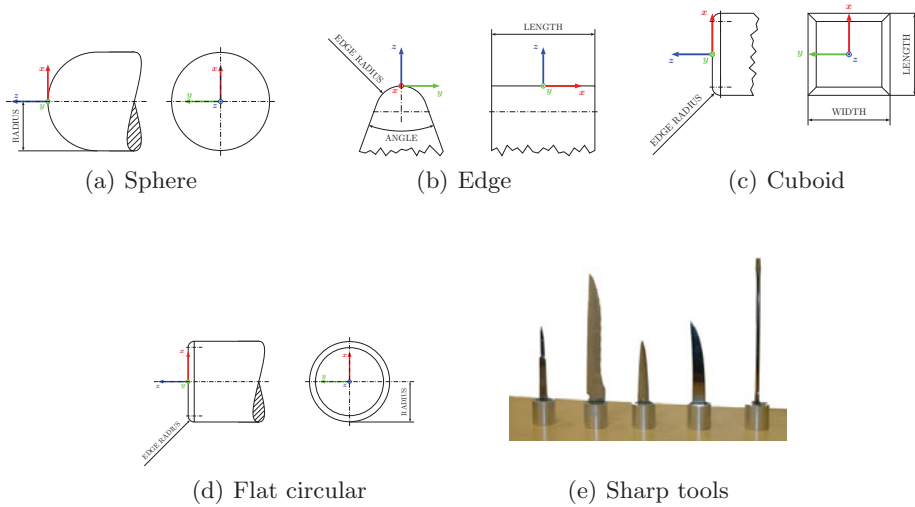 x
z
y
RADIUS
x
y
z
(a) Sphere
EDGE RADIUS
z
x
y
ANGLE
LENGTH
z
y
x
(b) Edge
x
z
y
EDGE RADIUS
x
y
z
LENGTH
WIDTH
(c) Cuboid
x
z
y
EDGE RADIUS
x
y
z
RADIUS
(d) Flat circular
(e) Sharp tools